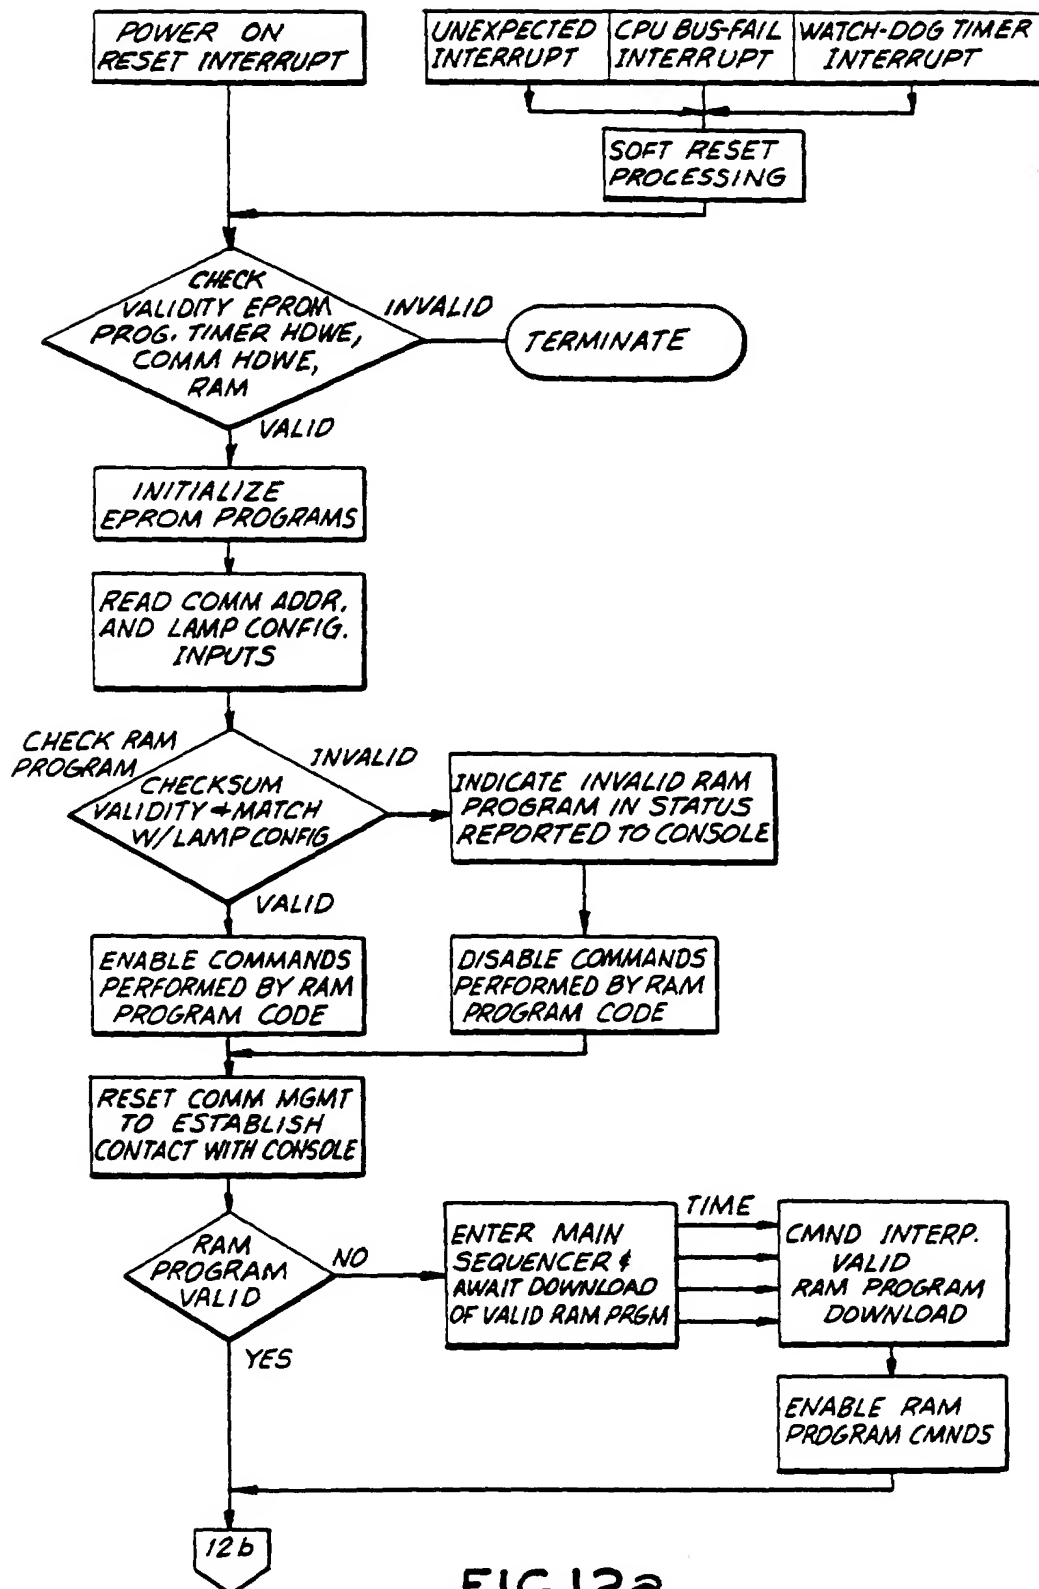 POWER ON
RESET INTERRUPT
UNEXPECTED
INTERRUPT
CPU BUS-FAIL
INTERRUPT
WATCH-DOG TIMER
INTERRUPT
SOFT RESET
PROCESSING
CHECK
VALIDITY EPROM
PROG. TIMER HDWE,
COMM HDWE,
RAM
INVALID
TERMINATE
VALID
INITIALIZE
EPROM PROGRAMS
READ COMM ADDR.
AND LAMP CONFIG.
INPUTS
CHECK RAM
PROGRAM
CHECKSUM
VALIDITY & MATCH
W/LAMP CONFIG
INVALID
INDICATE INVALID RAM
PROGRAM IN STATUS
REPORTED TO CONSOLE
VALID
ENABLE COMMANDS
PERFORMED BY RAM
PROGRAM CODE
DISABLE COMMANDS
PERFORMED BY RAM
PROGRAM CODE
RESET COMM MGMT
TO ESTABLISH
CONTACT WITH CONSOLE
RAM
PROGRAM
VALID
NO
ENTER MAIN
SEQUENCER &
AWAIT DOWNLOAD
OF VALID RAM PRGM
TIME
CMND INTERP.
VALID
RAM PROGRAM
DOWNLOAD
YES
ENABLE RAM
PROGRAM CMNDS
12b
FIG.12a